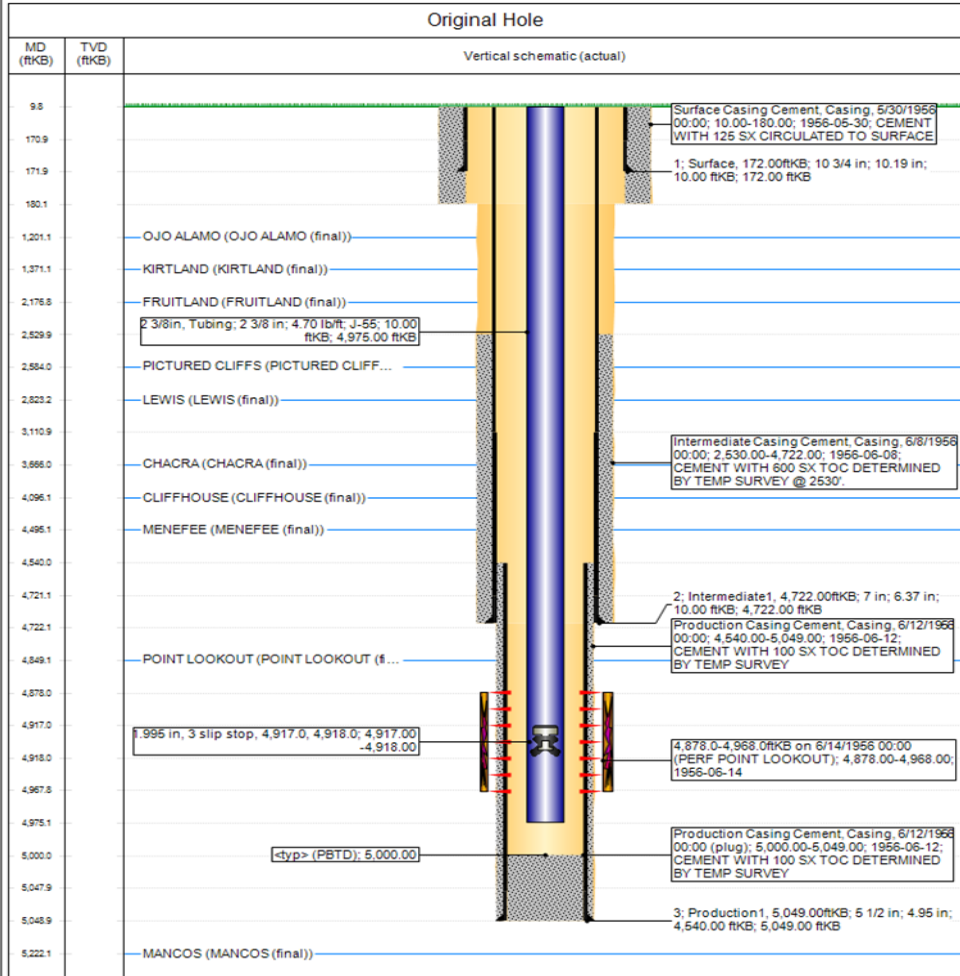 Original Hole
MD
(ftKB)
TVD
(ftKB)
Vertical schematic (actual)
9.8
Surface Casing Cement, Casing, 5/30/1956
00:00; 10.00-180.00; 1956-05-30; CEMENT
WITH 125 SX CIRCULATED TO SURFACE
170.9
171.9
1; Surface, 172.00ftKB; 10 3/4 in; 10.19 in;
10.00 ftKB; 172.00 ftKB
180.1
1,201.1
OJO ALAMO (OJO ALAMO (final))
1,371.1
KIRTLAND (KIRTLAND (final))
2,176.8
FRUITLAND (FRUITLAND (final))
2 3/8in, Tubing; 2 3/8 in; 4.70 lb/ft; J-55; 10.00
ftKB; 4,975.00 ftKB
2,529.9
2,584.0
PICTURED CLIFFS (PICTURED CLIFF...
2,823.2
LEWIS (LEWIS (final))
3,110.9
Intermediate Casing Cement, Casing, 6/8/1956
00:00; 2,530.00-4,722.00; 1956-06-08;
CEMENT WITH 600 SX TOC DETERMINED
BY TEMP SURVEY @ 2530'.
3,666.0
CHACRA (CHACRA (final))
4,096.1
CLIFFHOUSE (CLIFFHOUSE (final))
4,495.1
MENEFEE (MENEFEE (final))
4,540.0
4,721.1
2; Intermediate1, 4,722.00ftKB; 7 in; 6.37 in;
10.00 ftKB; 4,722.00 ftKB
4,722.1
Production Casing Cement, Casing, 6/12/1956
00:00; 4,540.00-5,049.00; 1956-06-12;
CEMENT WITH 100 SX TOC DETERMINED
BY TEMP SURVEY
4,849.1
POINT LOOKOUT (POINT LOOKOUT (fi...
4,878.0
4,917.0
1.995 in, 3 slip stop, 4,917.0, 4,918.0; 4,917.00
-4,918.00
4,918.0
4,878.0-4,968.0ftKB on 6/14/1956 00:00
(PERF POINT LOOKOUT); 4,878.00-4,968.00;
1956-06-14
4,967.8
4,975.1
5,000.0
<typ> (PBTD); 5,000.00
Production Casing Cement, Casing, 6/12/1956
00:00 (plug); 5,000.00-5,049.00; 1956-06-12;
CEMENT WITH 100 SX TOC DETERMINED
BY TEMP SURVEY
5,047.9
5,048.9
3; Production1, 5,049.00ftKB; 5 1/2 in; 4.95 in;
4,540.00 ftKB; 5,049.00 ftKB
5,222.1
MANCOS (MANCOS (final))